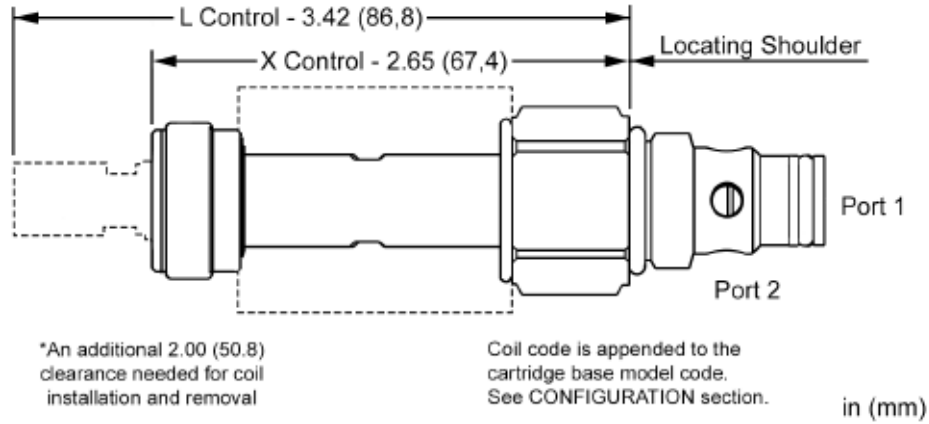 L Control - 3.42 (86,8)
X Control - 2.65 (67,4)
Locating Shoulder
Port 1
Port 2
*An additional 2.00 (50.8)
clearance needed for coil
installation and removal
Coil code is appended to the
cartridge base model code.
See CONFIGURATION section.
in (mm)